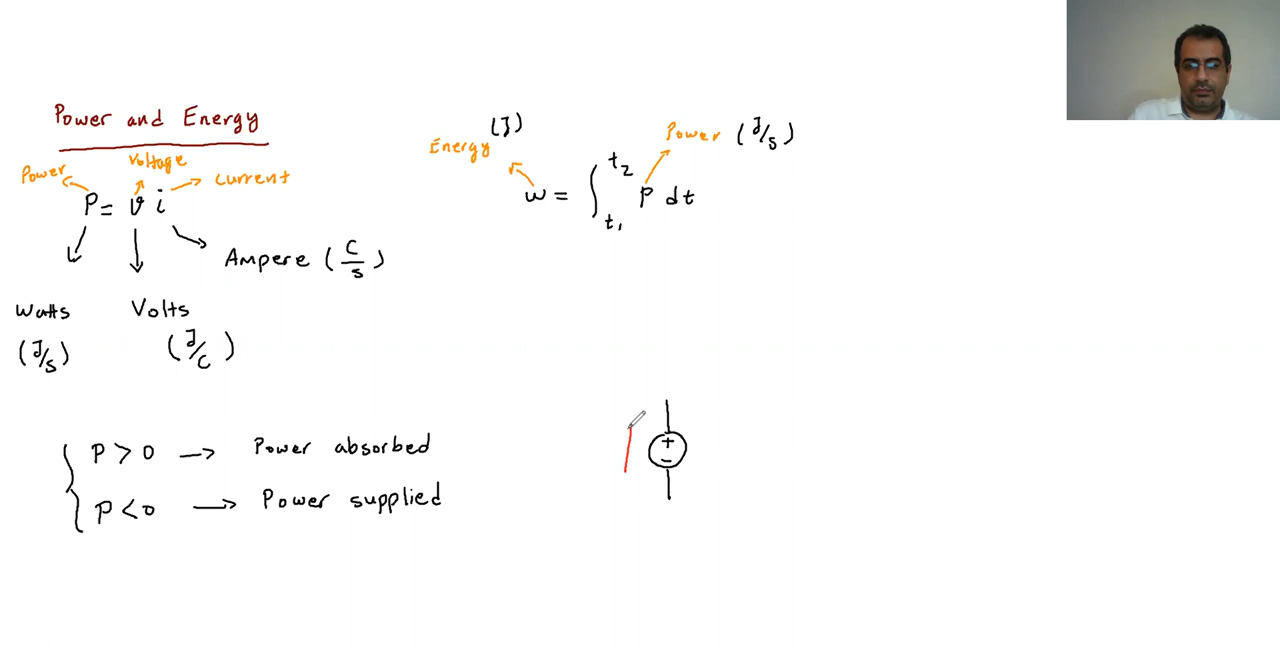 Power and Energy
Power
Voltage
Current
P = v i
Ampere (C/s)
Watts
Volts
(J/s)
(J/C)
Energy (J)
Power (J/s)
w = ∫ t₁ t₂ P dt
P > 0 → Power absorbed
P < 0 → Power supplied
+
−